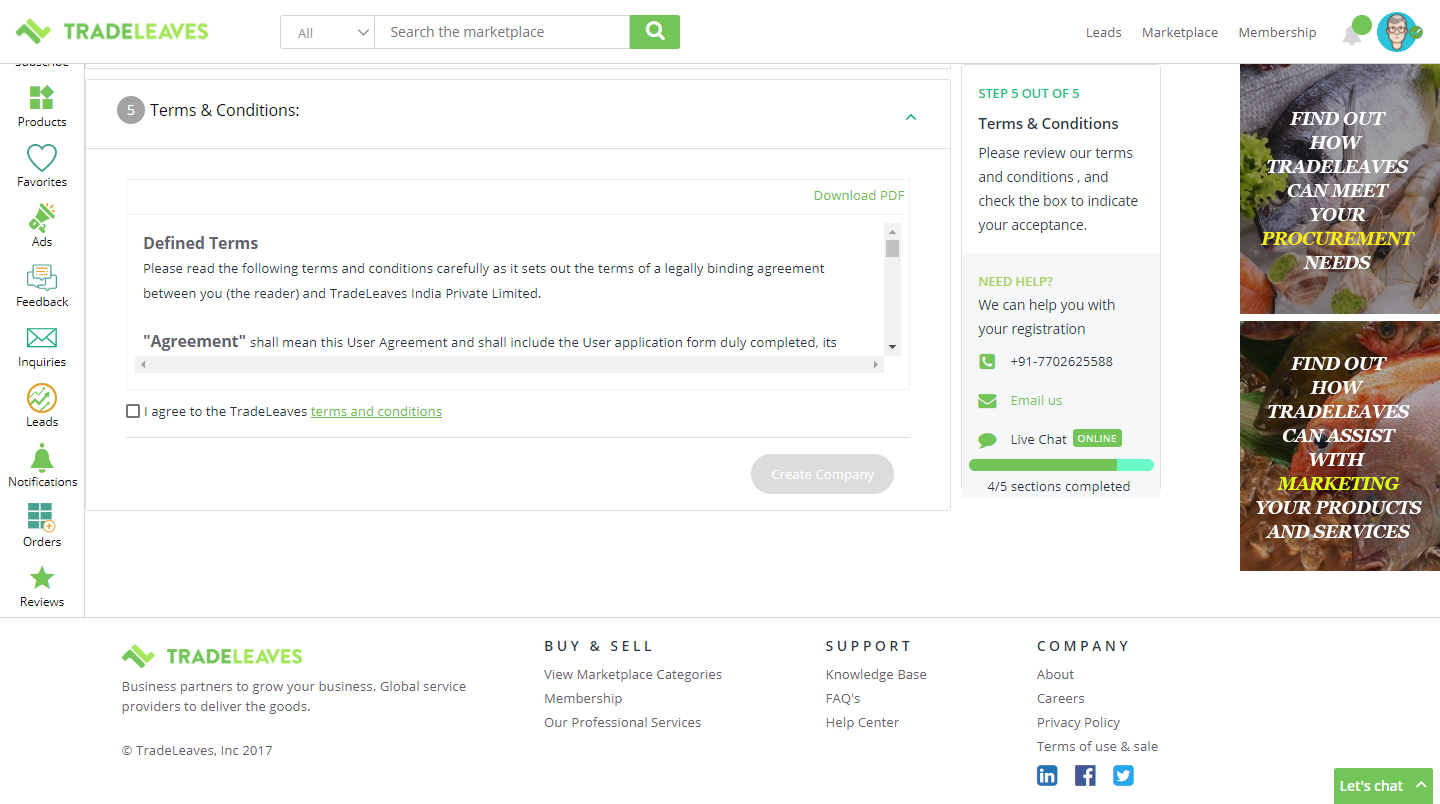 TRADELEAVES
All
Search the marketplace
Leads
Marketplace
Membership
Subscribe
Products
Favorites
Ads
Feedback
Inquiries
Leads
Notifications
Orders
Reviews
5 Terms & Conditions:
Download PDF
Defined Terms
Please read the following terms and conditions carefully as it sets out the terms of a legally binding agreement
between you (the reader) and TradeLeaves India Private Limited.
"Agreement" shall mean this User Agreement and shall include the User application form duly completed, its
I agree to the TradeLeaves terms and conditions
Create Company
STEP 5 OUT OF 5
Terms & Conditions
Please review our terms
and conditions , and
check the box to indicate
your acceptance.
NEED HELP?
We can help you with
your registration
+91-7702625588
Email us
Live Chat ONLINE
4/5 sections completed
FIND OUT
HOW
TRADELEAVES
CAN MEET
YOUR
PROCUREMENT
NEEDS
FIND OUT
HOW
TRADELEAVES
CAN ASSIST
WITH
MARKETING
YOUR PRODUCTS
AND SERVICES
TRADELEAVES
Business partners to grow your business. Global service
providers to deliver the goods.
© TradeLeaves, Inc 2017
BUY & SELL
View Marketplace Categories
Membership
Our Professional Services
SUPPORT
Knowledge Base
FAQ's
Help Center
COMPANY
About
Careers
Privacy Policy
Terms of use & sale
Let's chat